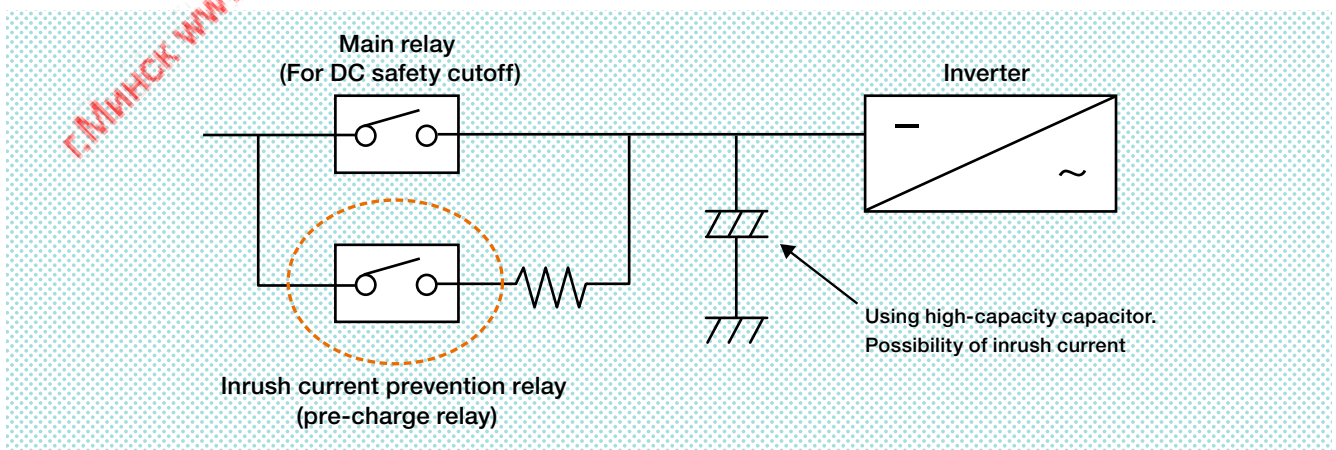 г.Минск www
Main relay
(For DC safety cutoff)
Inverter
Using high-capacity capacitor.
Possibility of inrush current
Inrush current prevention relay
(pre-charge relay)